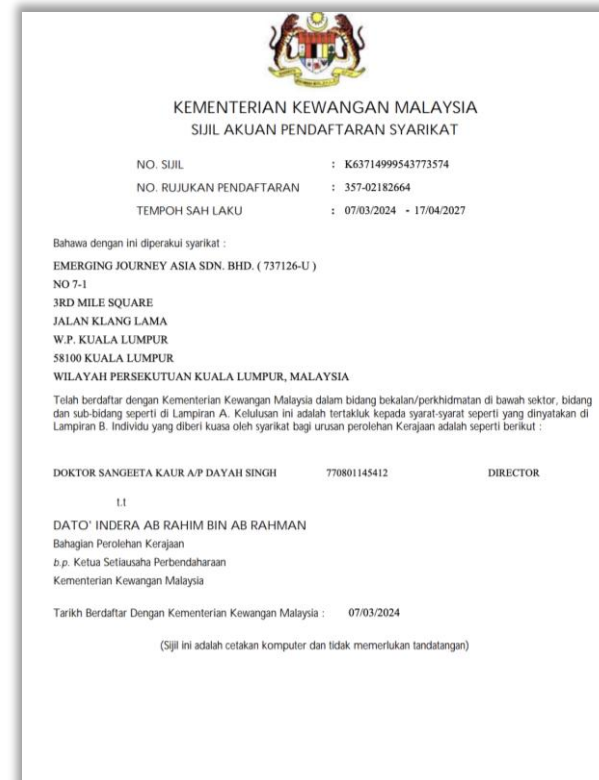 KEMENTERIAN KEWANGAN MALAYSIA
SIJIL AKUAN PENDAFTARAN SYARIKAT
NO. SIJIL : K63714999543773574
NO. RUJUKAN PENDAFTARAN : 357-02182664
TEMPOH SAH LAKU : 07/03/2024 - 17/04/2027
Bahawa dengan ini diperakui syarikat :
EMERGING JOURNEY ASIA SDN. BHD. ( 737126-U )
NO 7-1
3RD MILE SQUARE
JALAN KLANG LAMA
W.P. KUALA LUMPUR
58100 KUALA LUMPUR
WILAYAH PERSEKUTUAN KUALA LUMPUR, MALAYSIA
Telah berdaftar dengan Kementerian Kewangan Malaysia dalam bidang bekalan/perkhidmatan di bawah sektor, bidang
dan sub-bidang seperti di Lampiran A. Kelulusan ini adalah tertakluk kepada syarat-syarat seperti yang dinyatakan di
Lampiran B. Individu yang diberi kuasa oleh syarikat bagi urusan perolehan Kerajaan adalah seperti berikut :
DOKTOR SANGEETA KAUR A/P DAYAH SINGH 770801145412 DIRECTOR
t.t
DATO' INDERA AB RAHIM BIN AB RAHMAN
Bahagian Perolehan Kerajaan
b.p. Ketua Setiausaha Perbendaharaan
Kementerian Kewangan Malaysia
Tarikh Berdaftar Dengan Kementerian Kewangan Malaysia : 07/03/2024
(Sijil ini adalah cetakan komputer dan tidak memerlukan tandatangan)